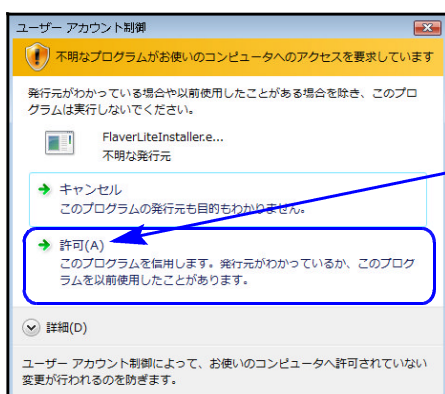 ユーザー アカウント制御
不明なプログラムがお使いのコンピュータへのアクセスを要求しています
発行元がわかっている場合や以前使用したことがある場合を除き、このプロ
グラムは実行しないでください。
FlaverLiteInstaller.e...
不明な発行元
キャンセル
このプログラムの発行元も目的もわかりません。
許可(A)
このプログラムを信用します。発行元がわかっているか、このプログ
ラムを以前使用したことがあります。
詳細(D)
ユーザー アカウント制御によって、お使いのコンピュータへ許可されていない
変更が行われるのを防ぎます。